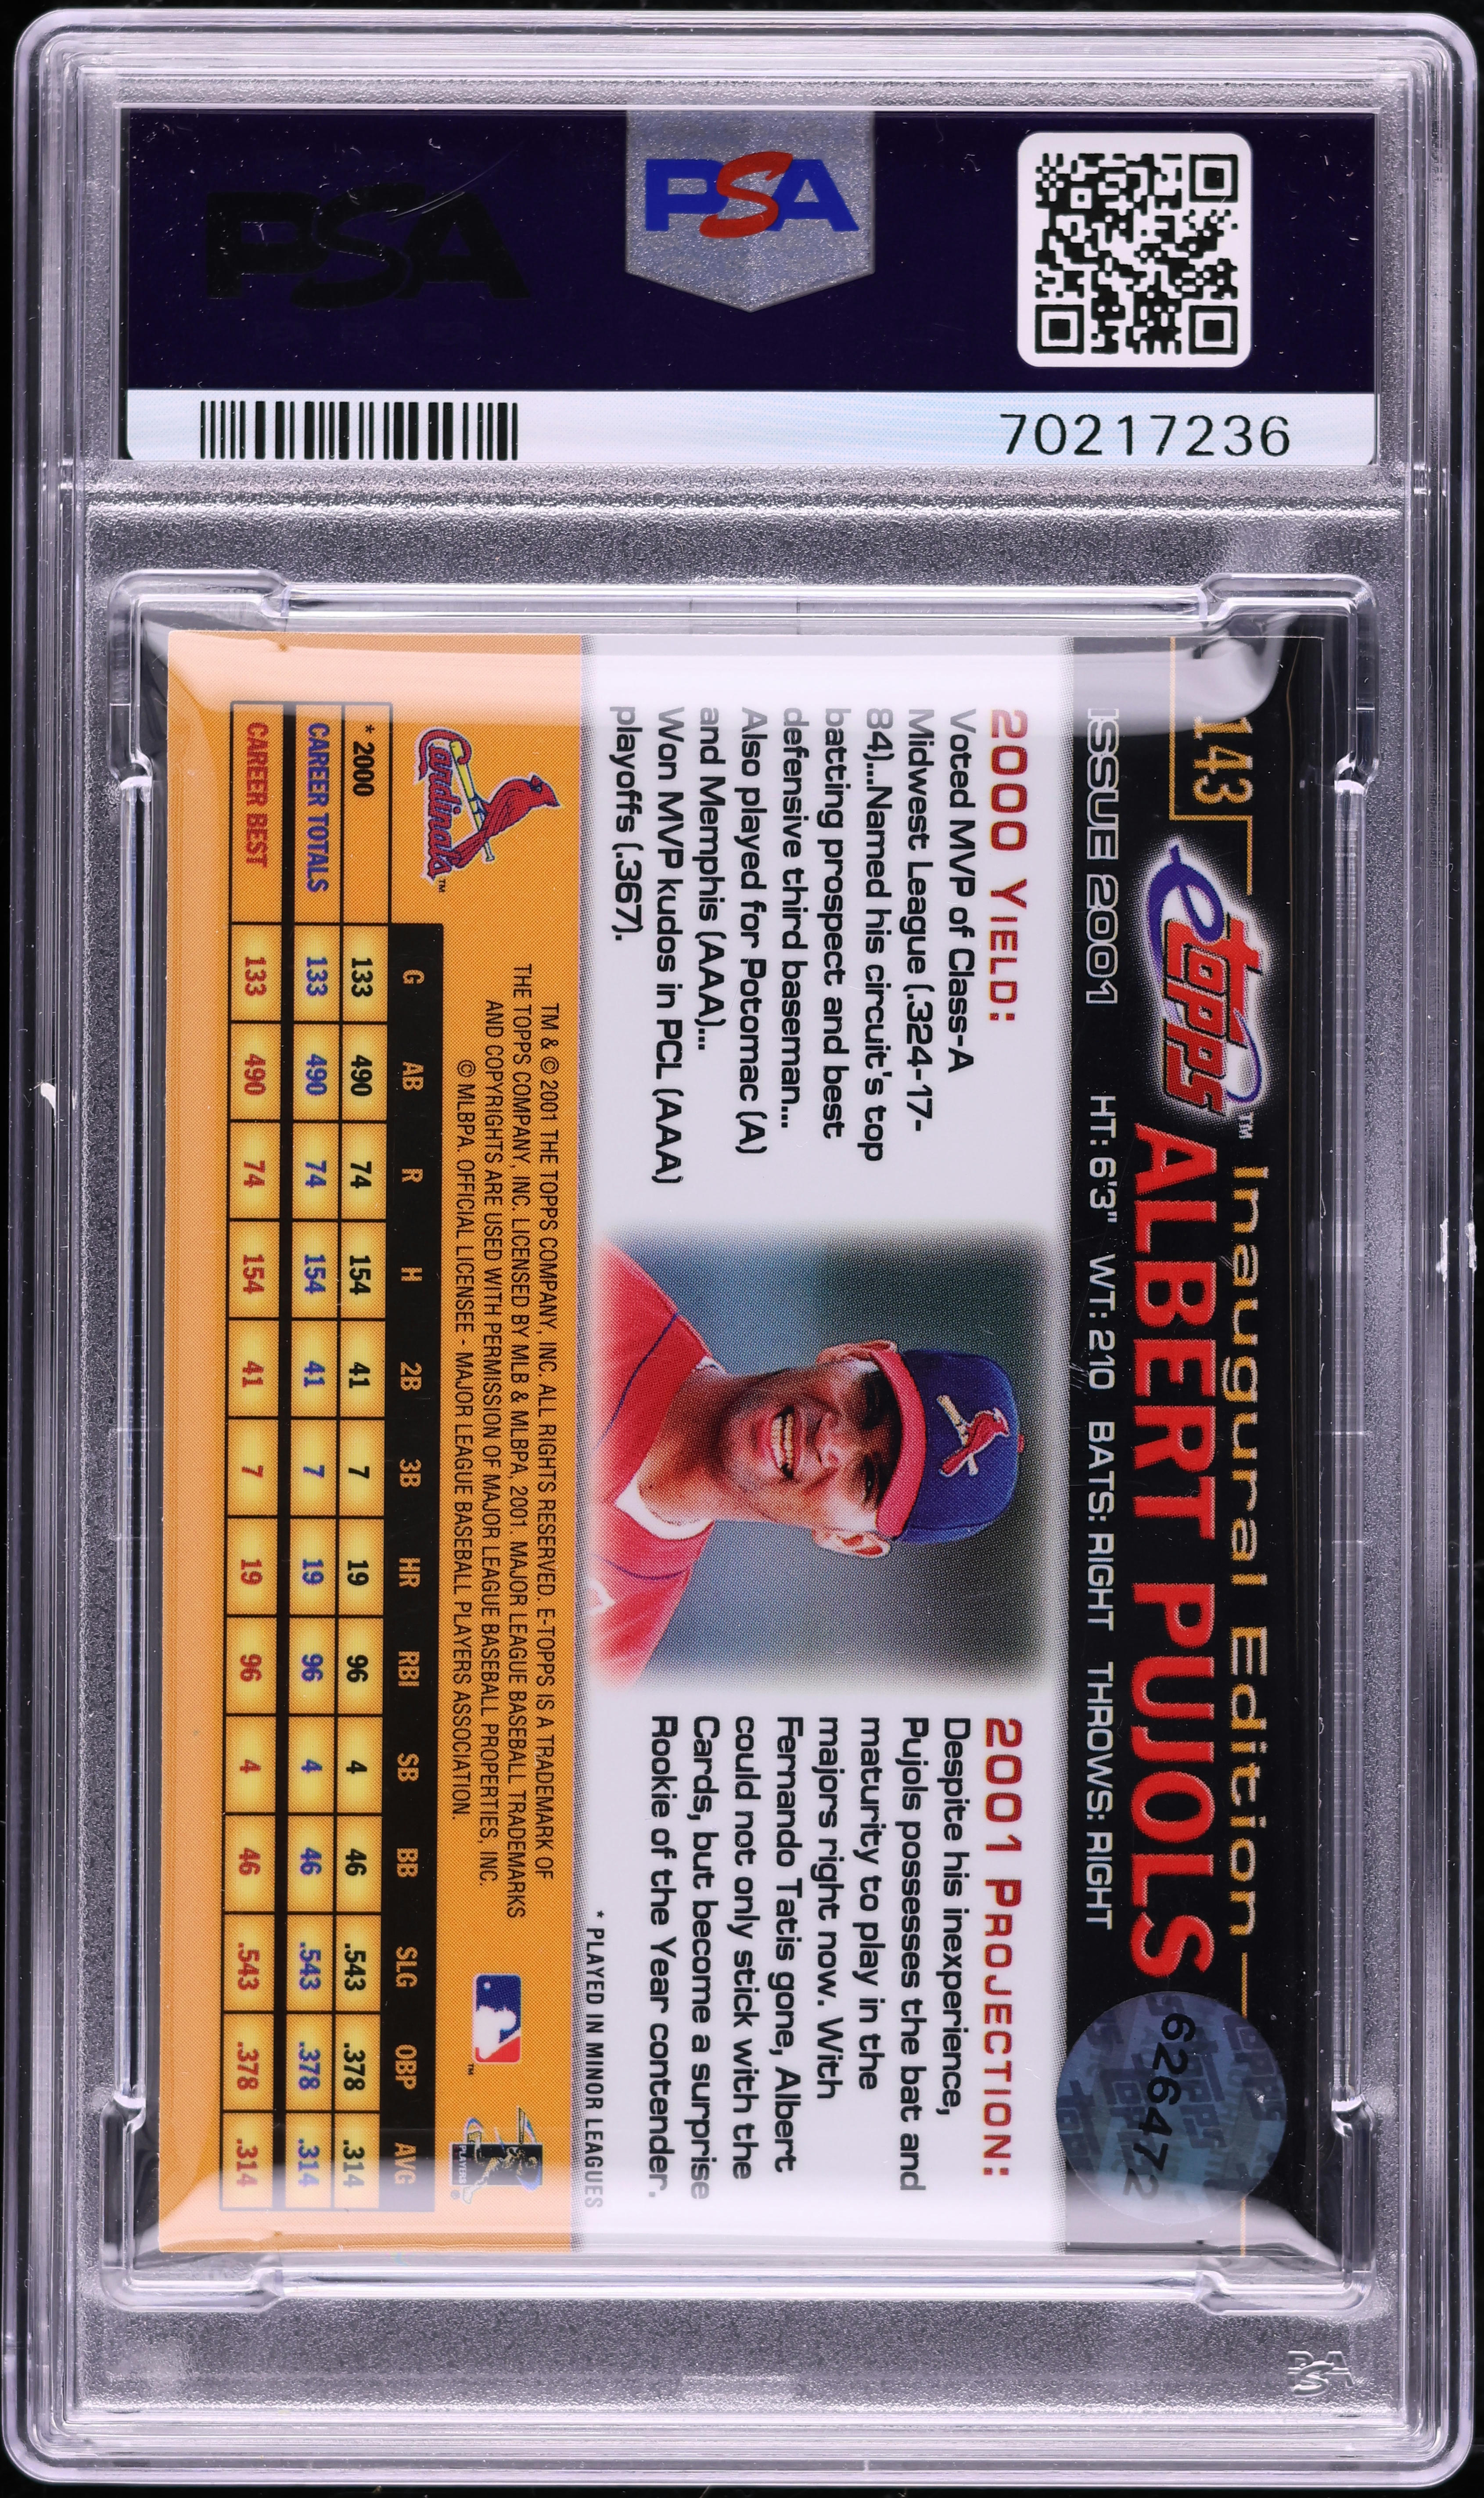 PSA
PSA
70217236
143
eTopps™
Inaugural Edition
ALBERT PUJOLS
626472
ISSUE 2001 HT: 6'3" WT: 210 BATS: RIGHT THROWS: RIGHT
2000 YIELD:
Voted MVP of Class-A
Midwest League (.324-17-
84)...Named his circuit's top
batting prospect and best
defensive third baseman...
Also played for Potomac (A)
and Memphis (AAA)...
Won MVP kudos in PCL (AAA)
playoffs (.367).
2001 PROJECTION:
Despite his inexperience,
Pujols possesses the bat and
maturity to play in the
majors right now. With
Fernando Tatis gone, Albert
could not only stick with the
Cards, but become a surprise
Rookie of the Year contender.
* PLAYED IN MINOR LEAGUES
Cardinals™
TM & © 2001 THE TOPPS COMPANY, INC. ALL RIGHTS RESERVED. E-TOPPS IS A TRADEMARK OF
THE TOPPS COMPANY, INC. LICENSED BY MLB & MLBPA, 2001. MAJOR LEAGUE BASEBALL TRADEMARKS
AND COPYRIGHTS ARE USED WITH PERMISSION OF MAJOR LEAGUE BASEBALL PROPERTIES, INC.
© MLBPA. OFFICIAL LICENSEE - MAJOR LEAGUE BASEBALL PLAYERS ASSOCIATION.
™
PLAYERS ®
G AB R H 2B 3B HR RBI SB BB SLG OBP AVG
* 2000 133 490 74 154 41 7 19 96 4 46 .543 .378 .314
CAREER TOTALS 133 490 74 154 41 7 19 96 4 46 .543 .378 .314
CAREER BEST 133 490 74 154 41 7 19 96 4 46 .543 .378 .314
PSA